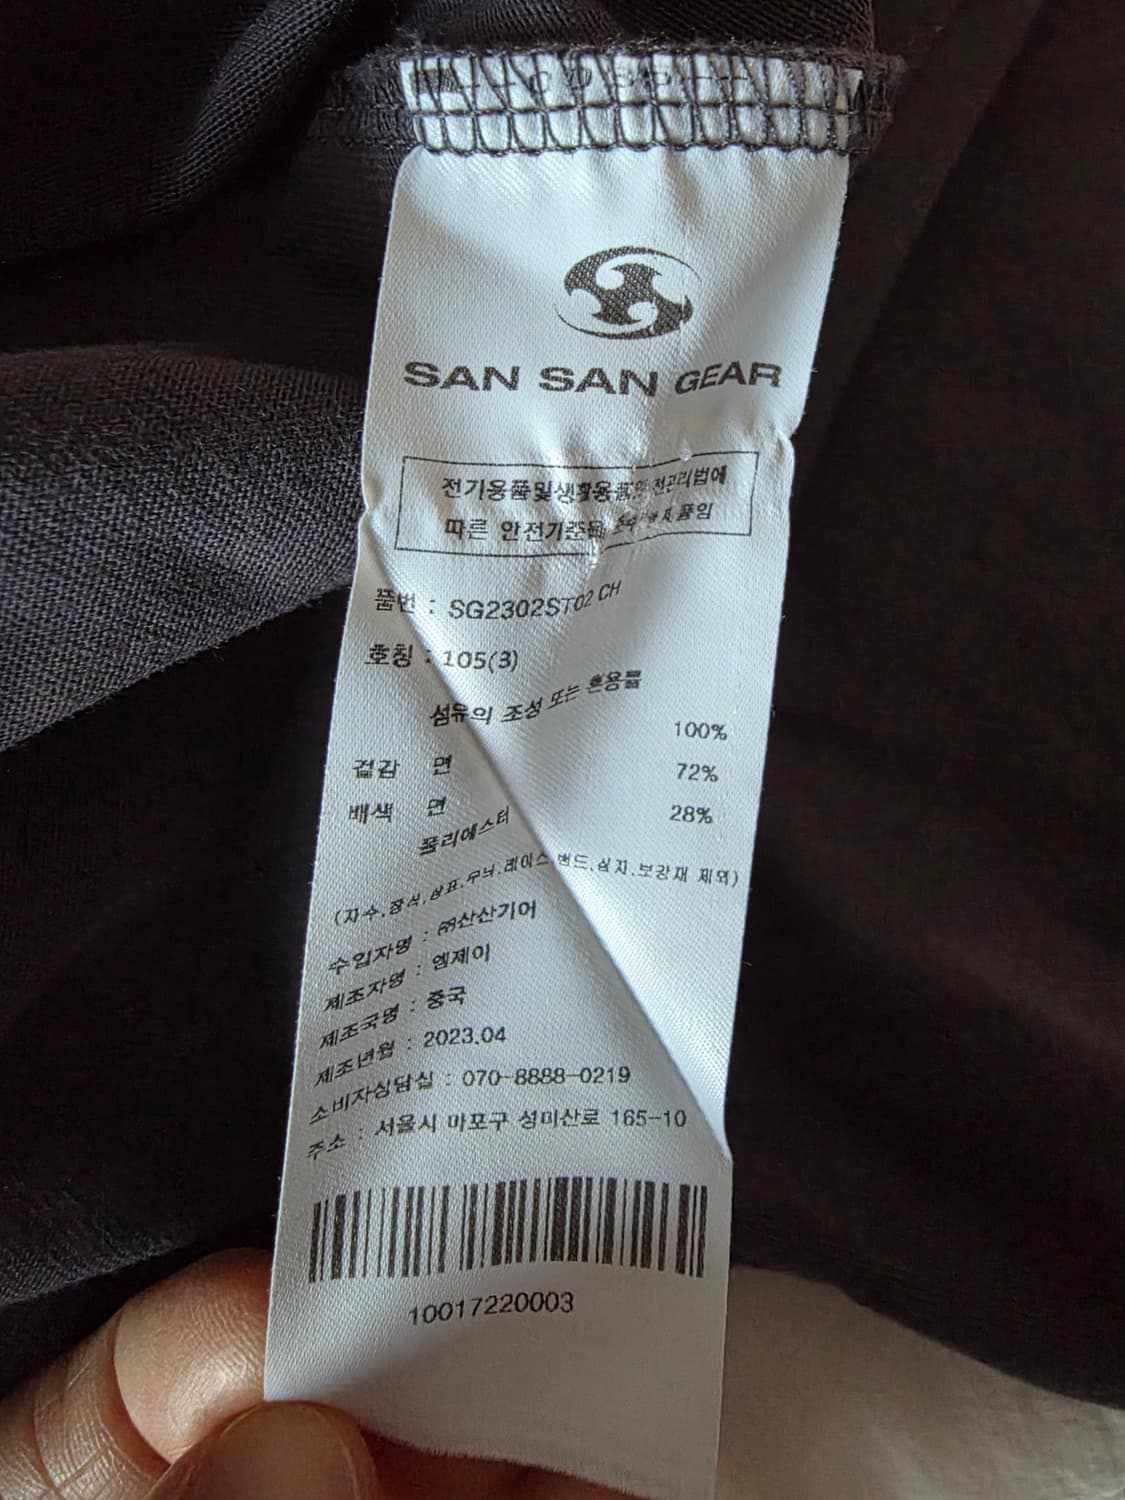 SAN SAN GEAR
전기용품및생활용품안전관리법에
따른 안전기준을 제품임
품번 : SG2302ST02 CH
호칭 : 105(3)
섬유의 조성 또는 혼용률
겉감 면 100%
배색 면 72%
폴리에스터 28%
(자수.장식.상표.무늬.레이스.밴드.심지.보강재 제외)
수입자명 : ㈜산산기어
제조자명 : 엠제이
제조국명 : 중국
제조년월 : 2023.04
소비자상담실 : 070-8888-0219
주소 : 서울시 마포구 성미산로 165-10
10017220003